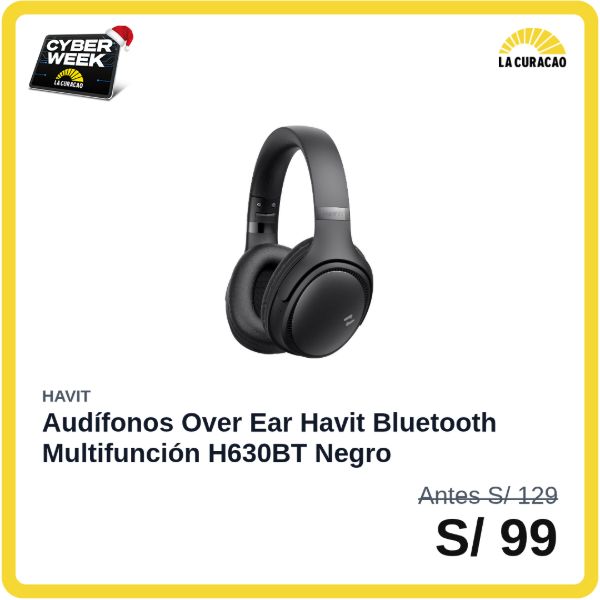 CYBER
WEEK
LA CURACAO
LA CURACAO
HAVIT
Audífonos Over Ear Havit Bluetooth
Multifunción H630BT Negro
Antes S/ 129
S/ 99